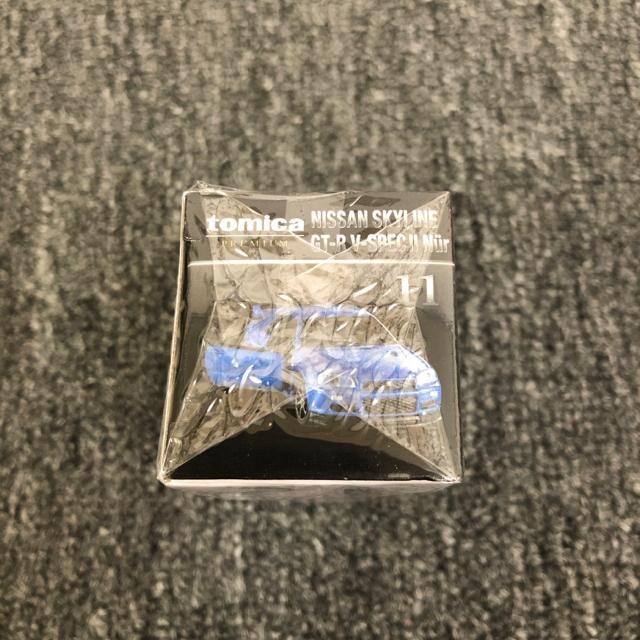 tomica
PREMIUM
NISSAN SKYLINE
GT-R V-SPEC II Nür
11